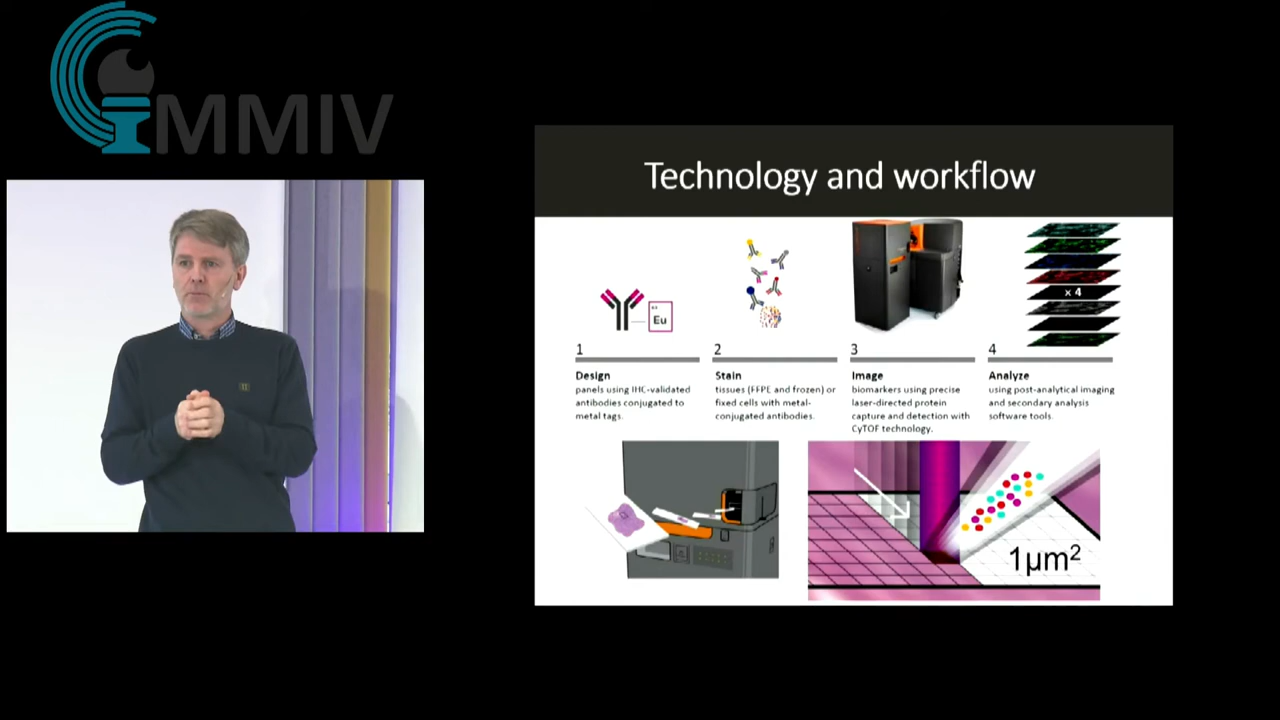 MMIV
Technology and workflow
Eu
x 4
1
Design
panels using IHC-validated
antibodies conjugated to
metal tags.
2
Stain
tissues (FFPE and frozen) or
fixed cells with metal-
conjugated antibodies.
3
Image
biomarkers using precise
laser-directed protein
capture and detection with
CyTOF technology.
4
Analyze
using post-analytical imaging
and secondary analysis
software tools.
1µm²